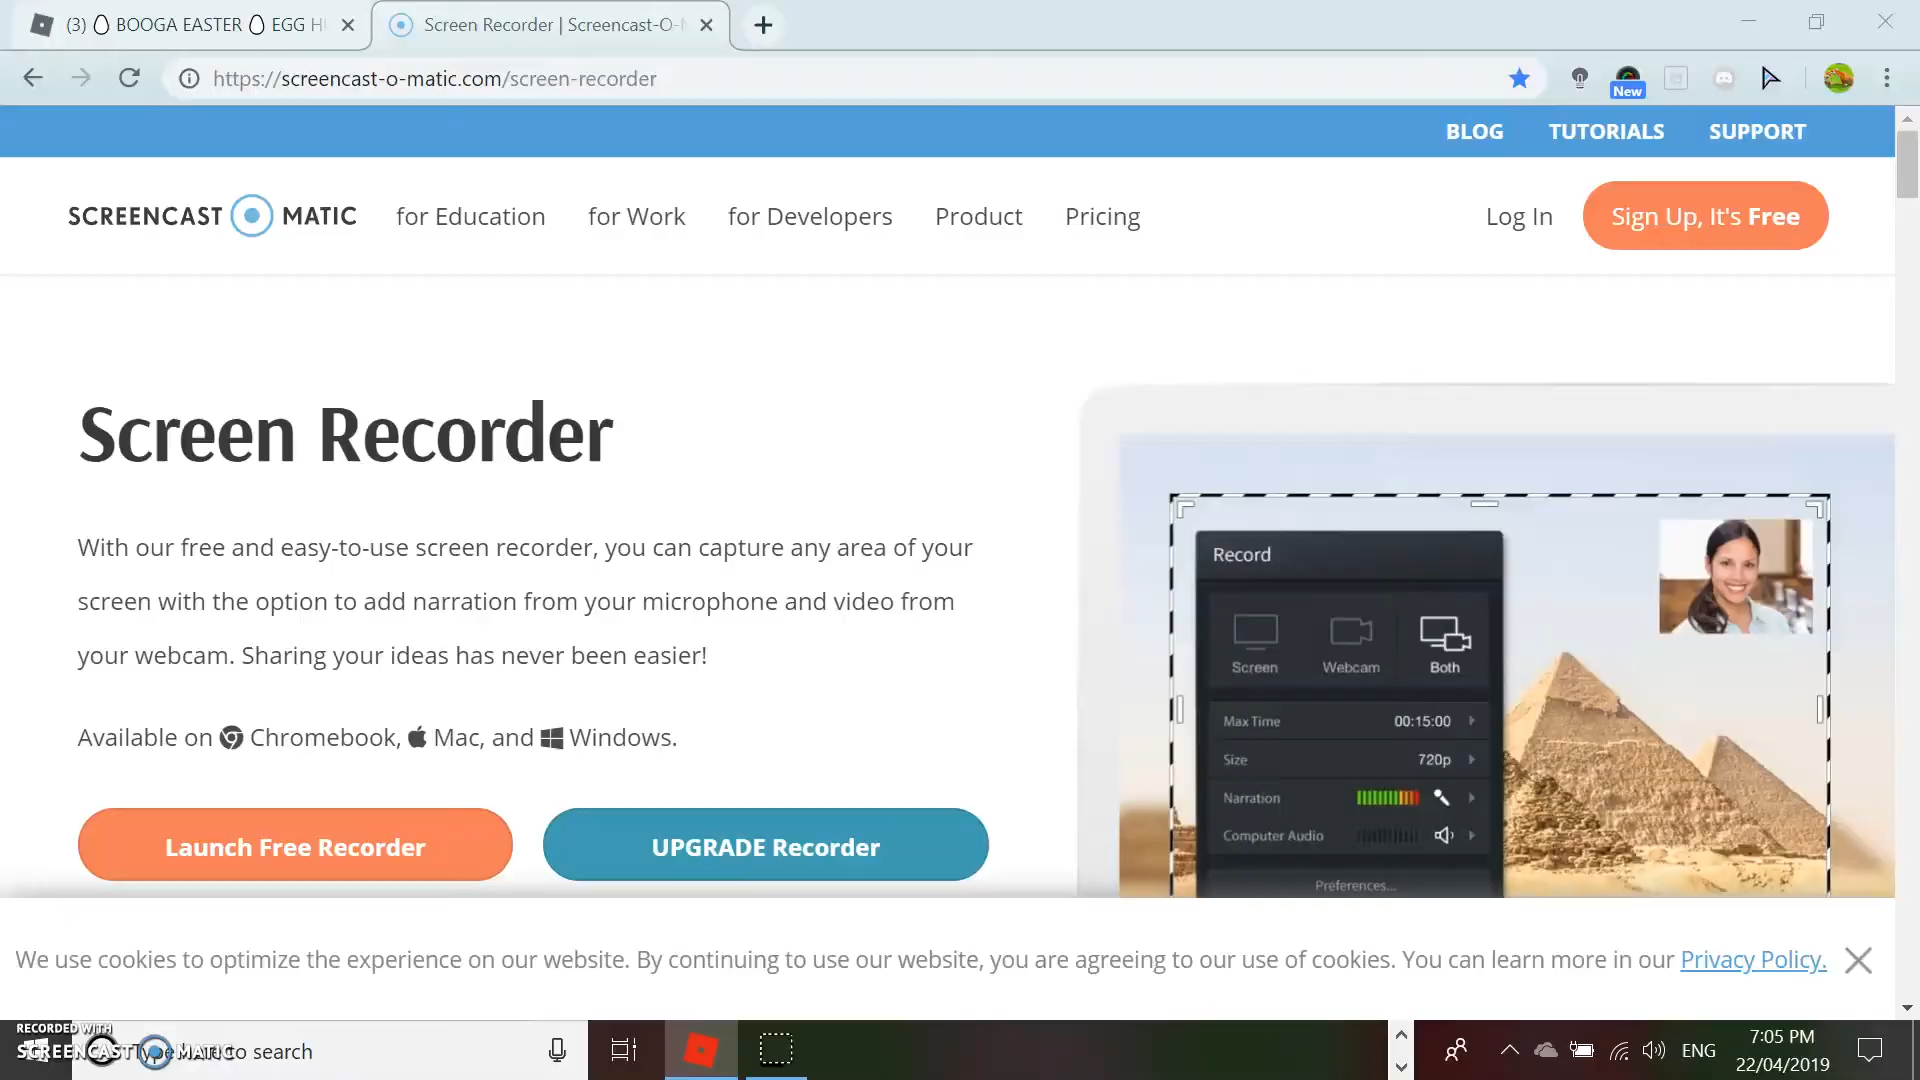 (3) BOOGA EASTER EGG H
Screen Recorder | Screencast-O-M
https://screencast-o-matic.com/screen-recorder
New
BLOG TUTORIALS SUPPORT
SCREENCAST MATIC for Education for Work for Developers Product Pricing Log In Sign Up, It's Free
Screen Recorder
With our free and easy-to-use screen recorder, you can capture any area of your
screen with the option to add narration from your microphone and video from
your webcam. Sharing your ideas has never been easier!
Available on Chromebook, Mac, and Windows.
Launch Free Recorder UPGRADE Recorder
Record
Screen Webcam Both
Max Time 00:15:00
Size 720p
Narration
Computer Audio
Preferences...
We use cookies to optimize the experience on our website. By continuing to use our website, you are agreeing to our use of cookies. You can learn more in our Privacy Policy.
RECORDED WITH
SCREENCAST MATIC
Type here to search
ENG
7:05 PM
22/04/2019